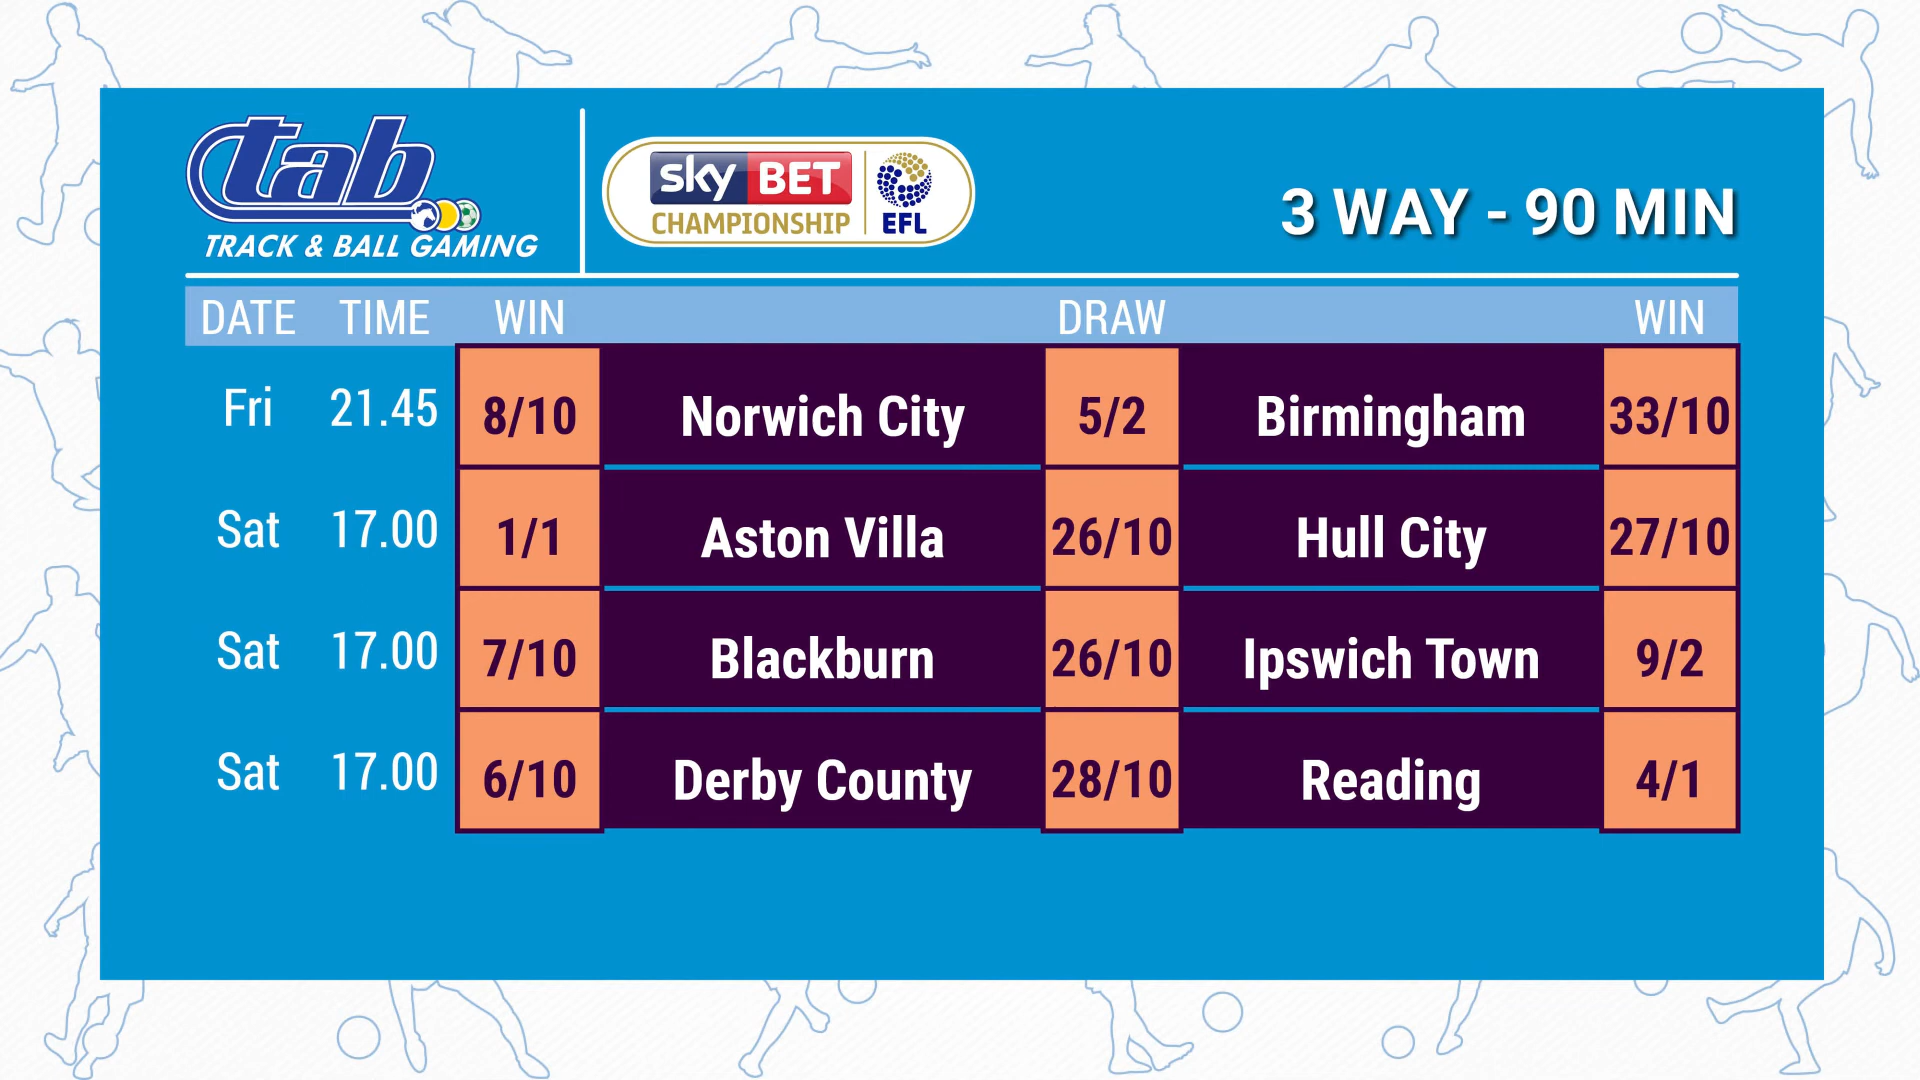 tab
TRACK & BALL GAMING
sky BET
CHAMPIONSHIP
EFL
3 WAY - 90 MIN
DATE TIME WIN DRAW WIN
Fri 21.45 8/10 Norwich City 5/2 Birmingham 33/10
Sat 17.00 1/1 Aston Villa 26/10 Hull City 27/10
Sat 17.00 7/10 Blackburn 26/10 Ipswich Town 9/2
Sat 17.00 6/10 Derby County 28/10 Reading 4/1